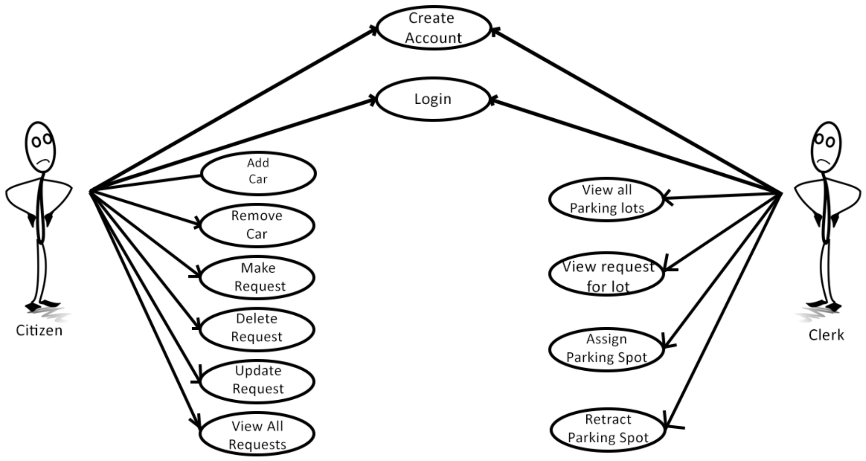 Create
Account
Login
Add
Car
Remove
Car
Make
Request
Delete
Request
Update
Request
View All
Requests
Citizen
View all
Parking lots
View request
for lot
Assign
Parking Spot
Retract
Parking Spot
Clerk